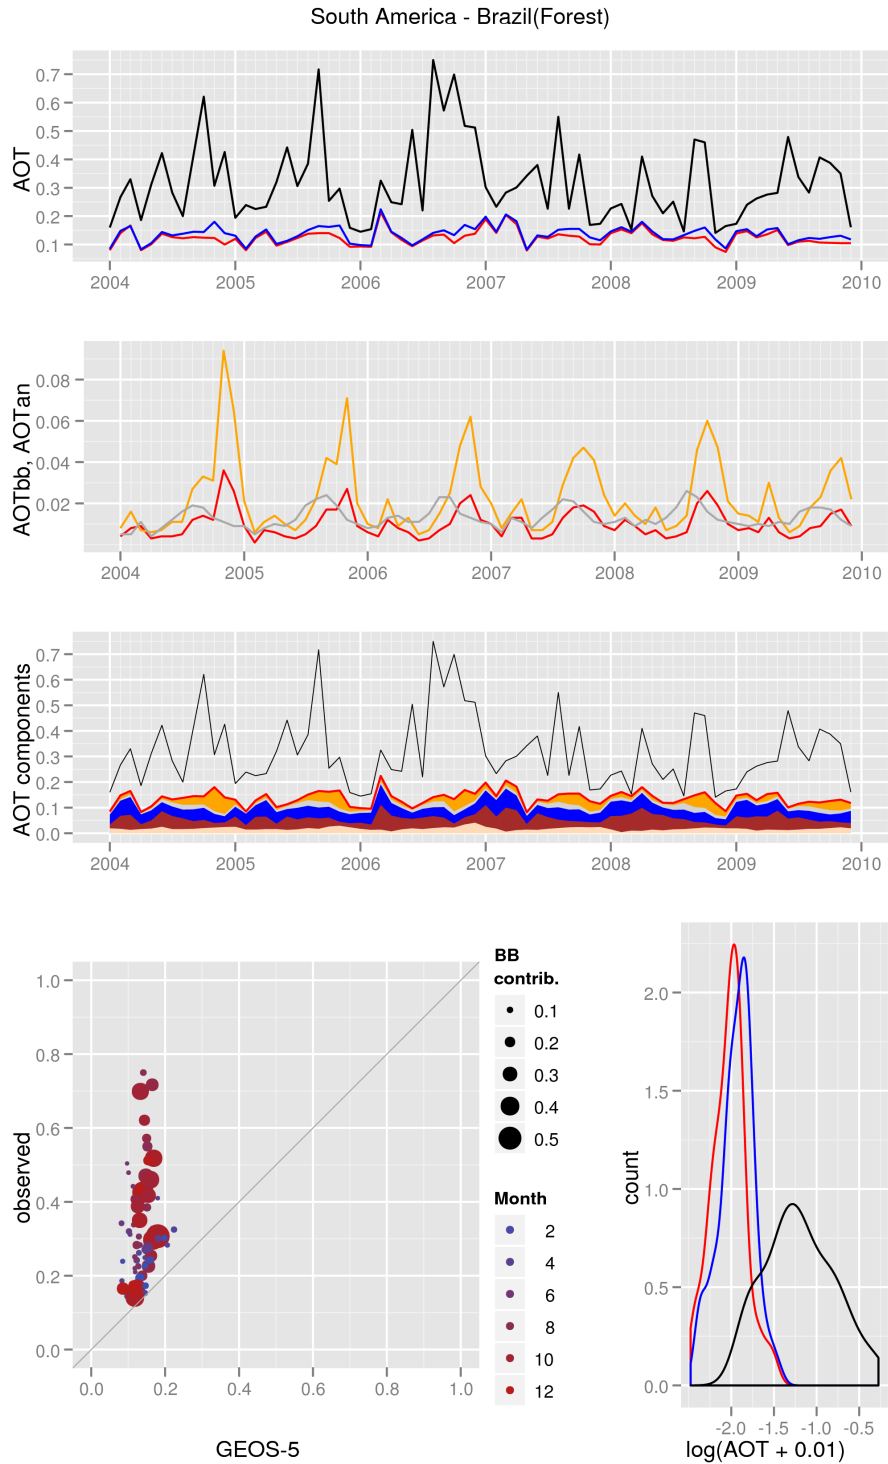 South America - Brazil(Forest)
AOT
0.7
0.6
0.5
0.4
0.3
0.2
0.1
2004 2005 2006 2007 2008 2009 2010
AOTbb, AOTan
0.08
0.06
0.04
0.02
2004 2005 2006 2007 2008 2009 2010
AOT components
0.7
0.6
0.5
0.4
0.3
0.2
0.1
0.0
2004 2005 2006 2007 2008 2009 2010
observed
1.0
0.8
0.6
0.4
0.2
0.0
0.0 0.2 0.4 0.6 0.8 1.0
GEOS-5
BB
contrib.
0.1
0.2
0.3
0.4
0.5
Month
2
4
6
8
10
12
count
2.0
1.5
1.0
0.5
0.0
-2.0 -1.5 -1.0 -0.5
log(AOT + 0.01)